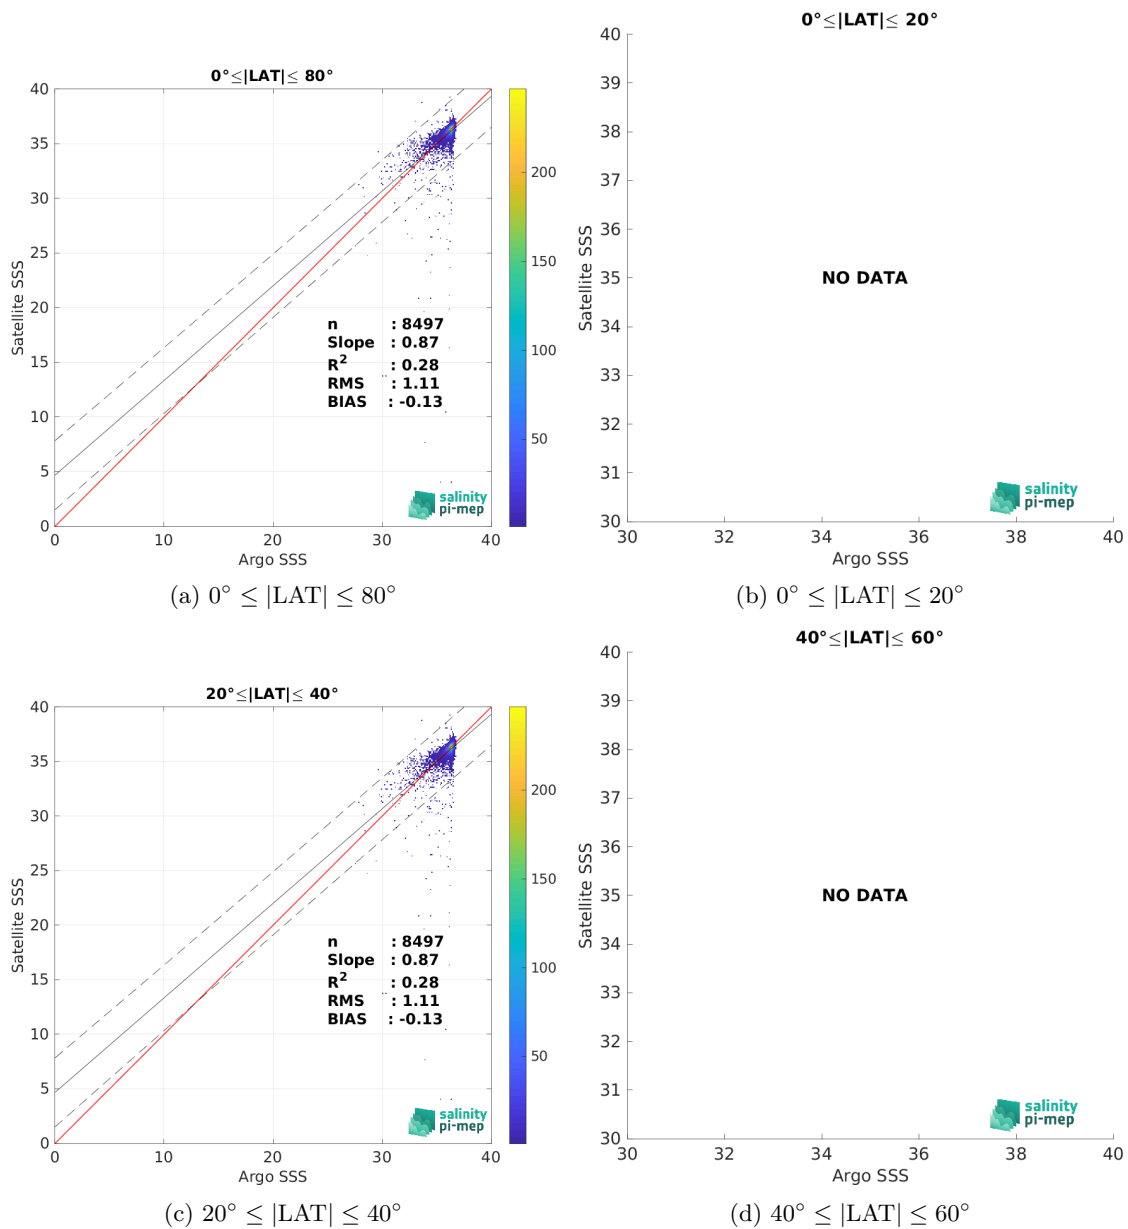 0°≤|LAT|≤ 80°
40
35
30
25
20
15
10
5
0
0
10
20
30
40
Satellite SSS
Argo SSS
n : 8497
Slope : 0.87
R² : 0.28
RMS : 1.11
BIAS : -0.13
salinity
pi-mep
200
150
100
50
(a) 0° ≤ |LAT| ≤ 80°
0°≤|LAT|≤ 20°
40
39
38
37
36
35
34
33
32
31
30
30
32
34
36
38
40
Satellite SSS
Argo SSS
NO DATA
salinity
pi-mep
(b) 0° ≤ |LAT| ≤ 20°
20°≤|LAT|≤ 40°
40
35
30
25
20
15
10
5
0
0
10
20
30
40
Satellite SSS
Argo SSS
n : 8497
Slope : 0.87
R² : 0.28
RMS : 1.11
BIAS : -0.13
salinity
pi-mep
200
150
100
50
(c) 20° ≤ |LAT| ≤ 40°
40°≤|LAT|≤ 60°
40
39
38
37
36
35
34
33
32
31
30
30
32
34
36
38
40
Satellite SSS
Argo SSS
NO DATA
salinity
pi-mep
(d) 40° ≤ |LAT| ≤ 60°